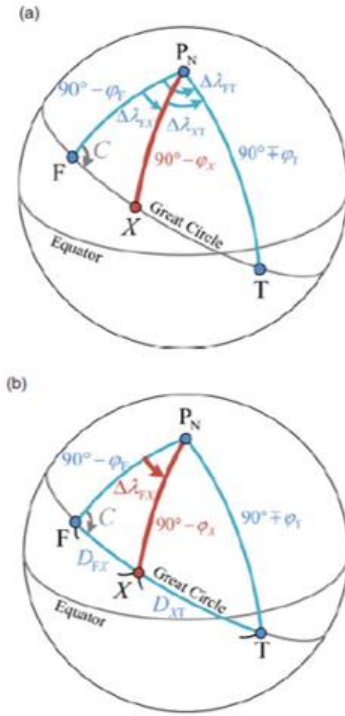 (a)
P_N
90° − φ_F
Δλ_FT
Δλ_FX
Δλ_XT
F
C
90° − φ_X
90° ∓ φ_T
X
Great Circle
Equator
T
(b)
P_N
90° − φ_F
Δλ_FX
F
C
90° − φ_X
90° ∓ φ_T
D_FX
X
Great Circle
D_XT
Equator
T